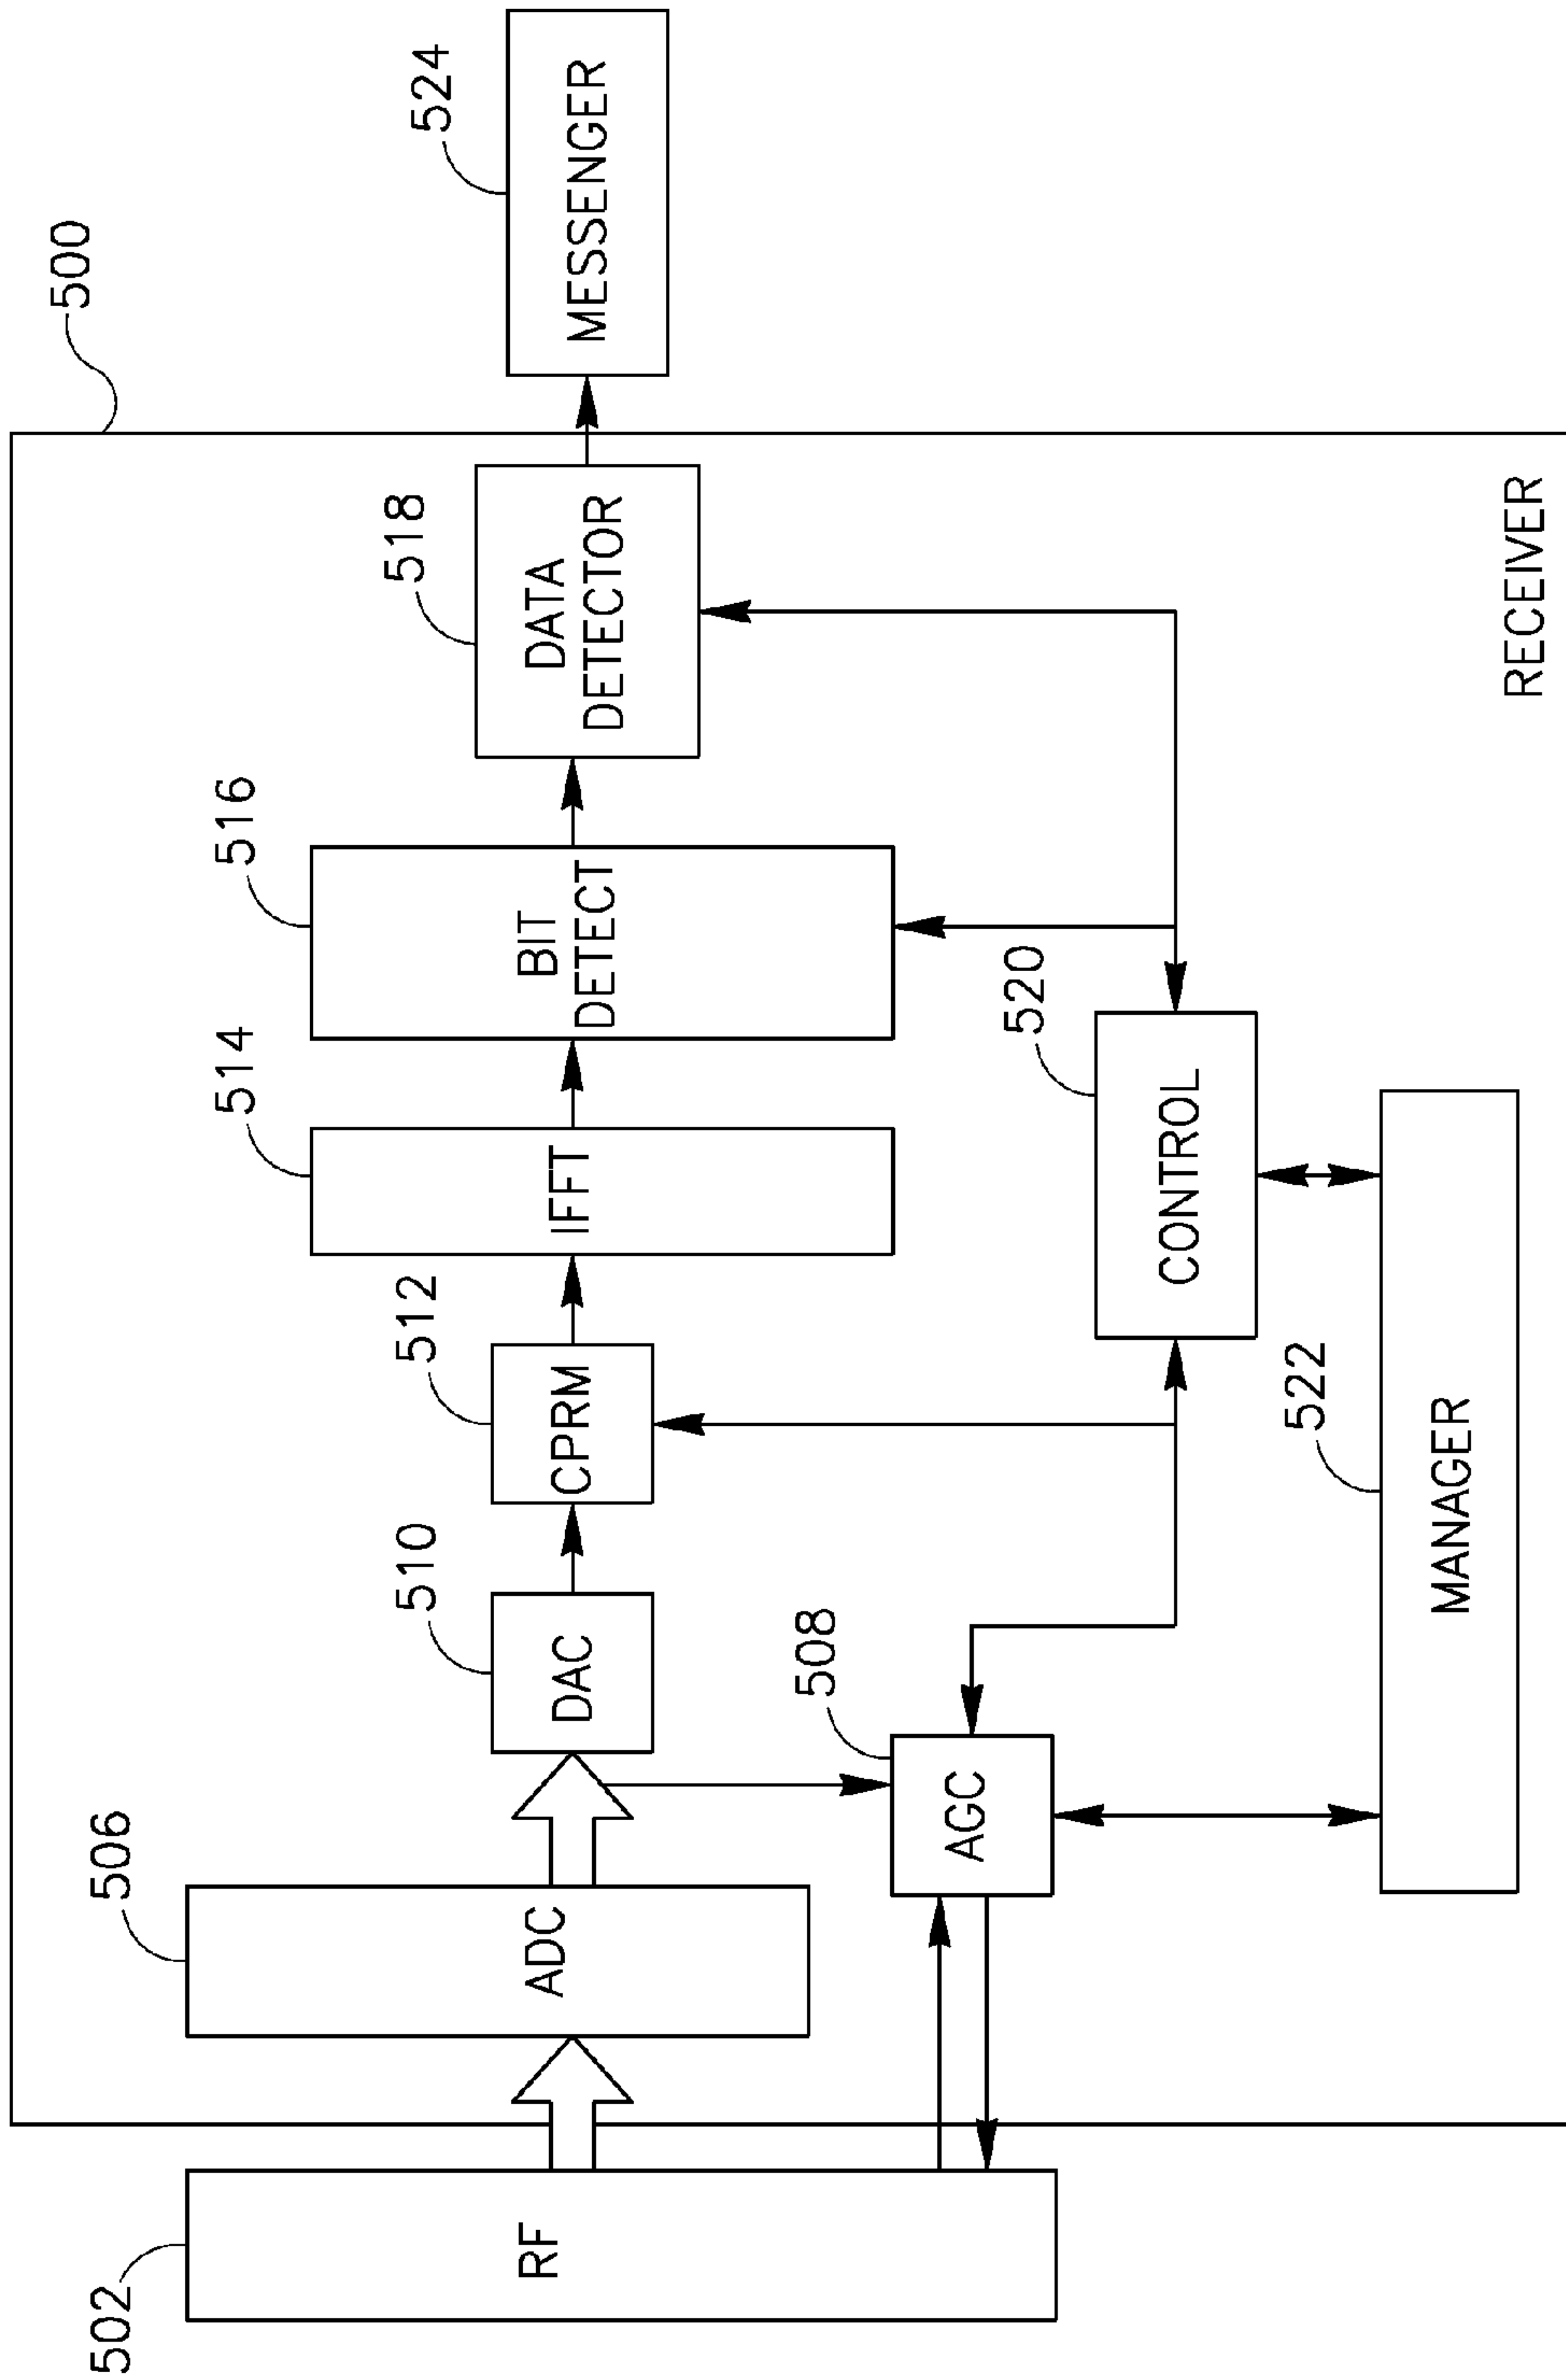 500
502
RF
506
ADC
510
DAC
512
CPRM
514
IFFT
516
BIT
DETECT
518
DATA
DETECTOR
524
MESSENGER
508
AGC
520
CONTROL
522
MANAGER
RECEIVER